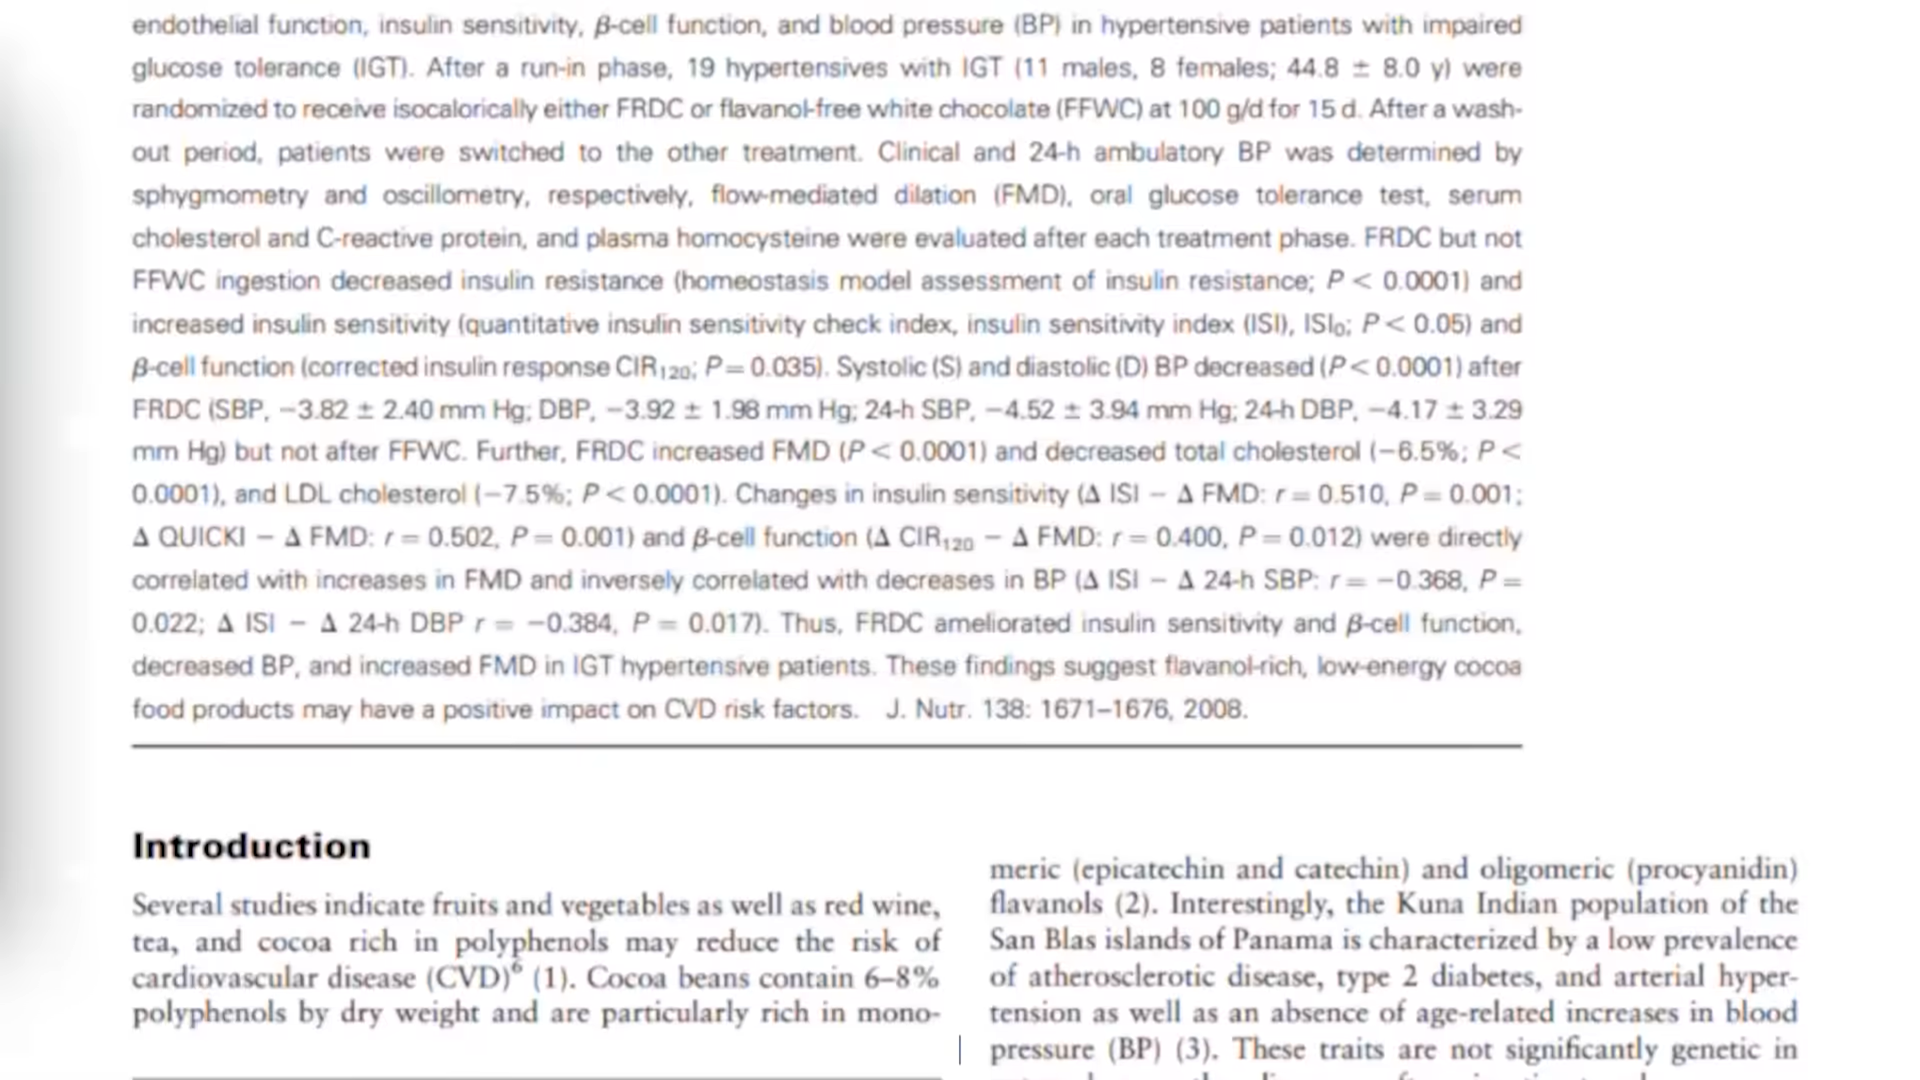 endothelial function, insulin sensitivity, β-cell function, and blood pressure (BP) in hypertensive patients with impaired
glucose tolerance (IGT). After a run-in phase, 19 hypertensives with IGT (11 males, 8 females; 44.8 ± 8.0 y) were
randomized to receive isocalorically either FRDC or flavanol-free white chocolate (FFWC) at 100 g/d for 15 d. After a wash-
out period, patients were switched to the other treatment. Clinical and 24-h ambulatory BP was determined by
sphygmometry and oscillometry, respectively, flow-mediated dilation (FMD), oral glucose tolerance test, serum
cholesterol and C-reactive protein, and plasma homocysteine were evaluated after each treatment phase. FRDC but not
FFWC ingestion decreased insulin resistance (homeostasis model assessment of insulin resistance; P < 0.0001) and
increased insulin sensitivity (quantitative insulin sensitivity check index, insulin sensitivity index (ISI), ISI₀; P < 0.05) and
β-cell function (corrected insulin response CIR₁₂₀; P = 0.035). Systolic (S) and diastolic (D) BP decreased (P < 0.0001) after
FRDC (SBP, −3.82 ± 2.40 mm Hg; DBP, −3.92 ± 1.98 mm Hg; 24-h SBP, −4.52 ± 3.94 mm Hg; 24-h DBP, −4.17 ± 3.29
mm Hg) but not after FFWC. Further, FRDC increased FMD (P < 0.0001) and decreased total cholesterol (−6.5%; P <
0.0001), and LDL cholesterol (−7.5%; P < 0.0001). Changes in insulin sensitivity (Δ ISI − Δ FMD: r = 0.510, P = 0.001;
Δ QUICKI − Δ FMD: r = 0.502, P = 0.001) and β-cell function (Δ CIR₁₂₀ − Δ FMD: r = 0.400, P = 0.012) were directly
correlated with increases in FMD and inversely correlated with decreases in BP (Δ ISI − Δ 24-h SBP: r = −0.368, P =
0.022; Δ ISI − Δ 24-h DBP r = −0.384, P = 0.017). Thus, FRDC ameliorated insulin sensitivity and β-cell function,
decreased BP, and increased FMD in IGT hypertensive patients. These findings suggest flavanol-rich, low-energy cocoa
food products may have a positive impact on CVD risk factors. J. Nutr. 138: 1671–1676, 2008.
Introduction
Several studies indicate fruits and vegetables as well as red wine,
tea, and cocoa rich in polyphenols may reduce the risk of
cardiovascular disease (CVD)⁶ (1). Cocoa beans contain 6–8%
polyphenols by dry weight and are particularly rich in mono-
meric (epicatechin and catechin) and oligomeric (procyanidin)
flavanols (2). Interestingly, the Kuna Indian population of the
San Blas islands of Panama is characterized by a low prevalence
of atherosclerotic disease, type 2 diabetes, and arterial hyper-
tension as well as an absence of age-related increases in blood
pressure (BP) (3). These traits are not significantly genetic in